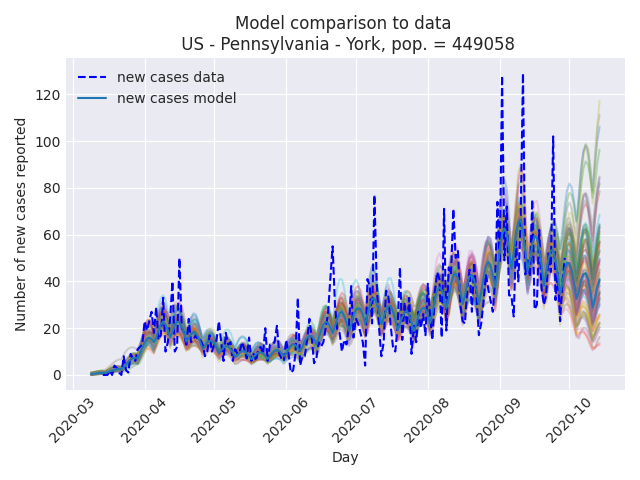 Model comparison to data
US - Pennsylvania - York, pop. = 449058
new cases data
new cases model
Number of new cases reported
120
100
80
60
40
20
0
2020-03
2020-04
2020-05
2020-06
2020-07
2020-08
2020-09
2020-10
Day